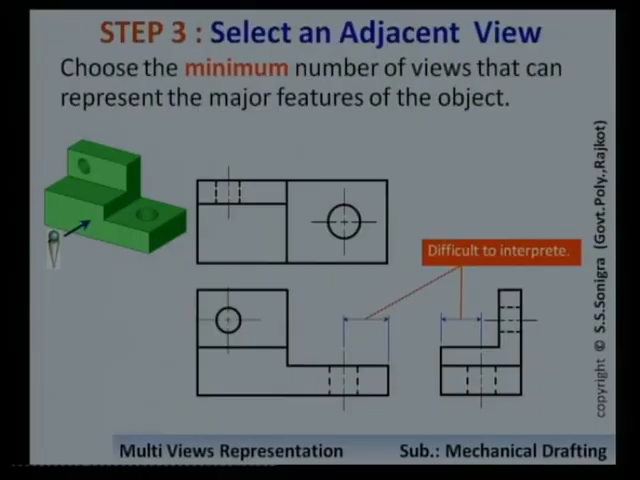 STEP 3 : Select an Adjacent View
Choose the minimum number of views that can
represent the major features of the object.
Difficult to interprete.
copyright © S.S.Sonigra (Govt.Poly.,Rajkot)
Multi Views Representation
Sub.: Mechanical Drafting